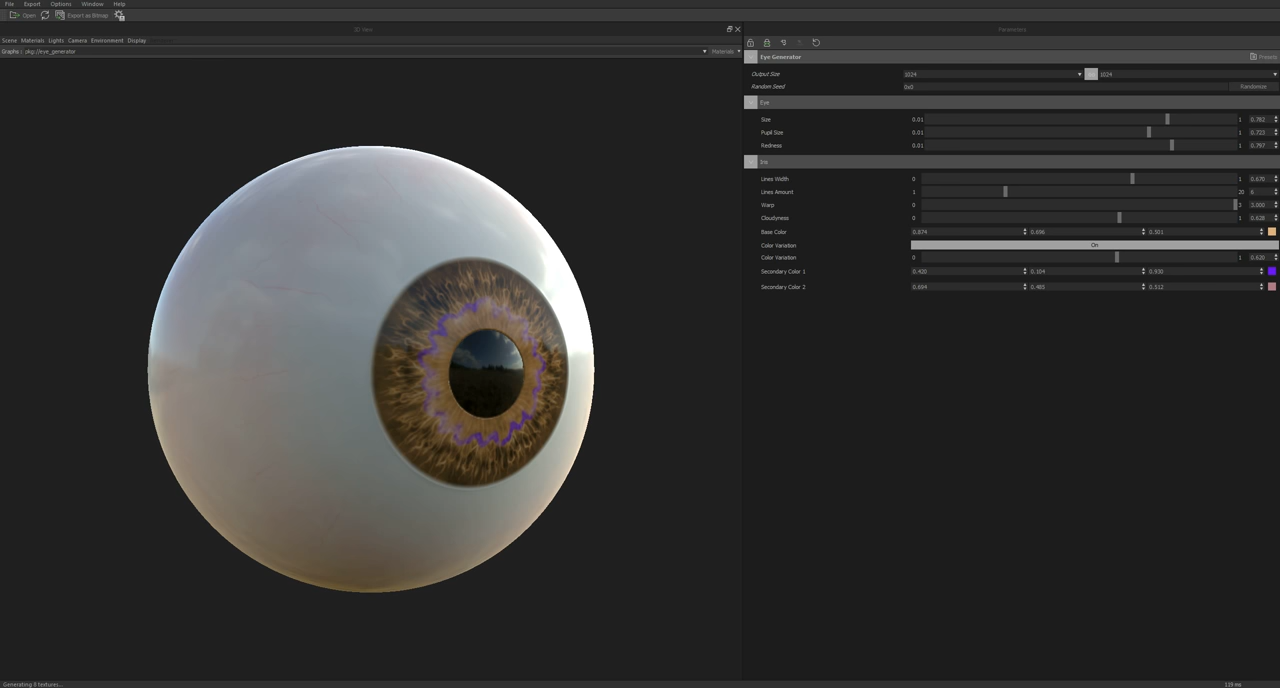 File Export Options Window Help
Open Export as Bitmap
3D View
Parameters
Scene Materials Lights Camera Environment Display
Graphs : pkg://eye_generator Materials
Eye Generator Presets
Output Size 1024 1024
Random Seed 0x0 Randomize
Eye
Size 0.01 1 0.782
Pupil Size 0.01 1 0.723
Redness 0.01 1 0.797
Iris
Lines Width 0 1 0.670
Lines Amount 1 20 6
Warp 0 3 3.000
Cloudyness 0 1 0.628
Base Color 0.874 0.696 0.501
Color Variation On
Color Variation 0 1 0.620
Secondary Color 1 0.420 0.104 0.930
Secondary Color 2 0.694 0.485 0.512
Generating 8 textures... 119 ms